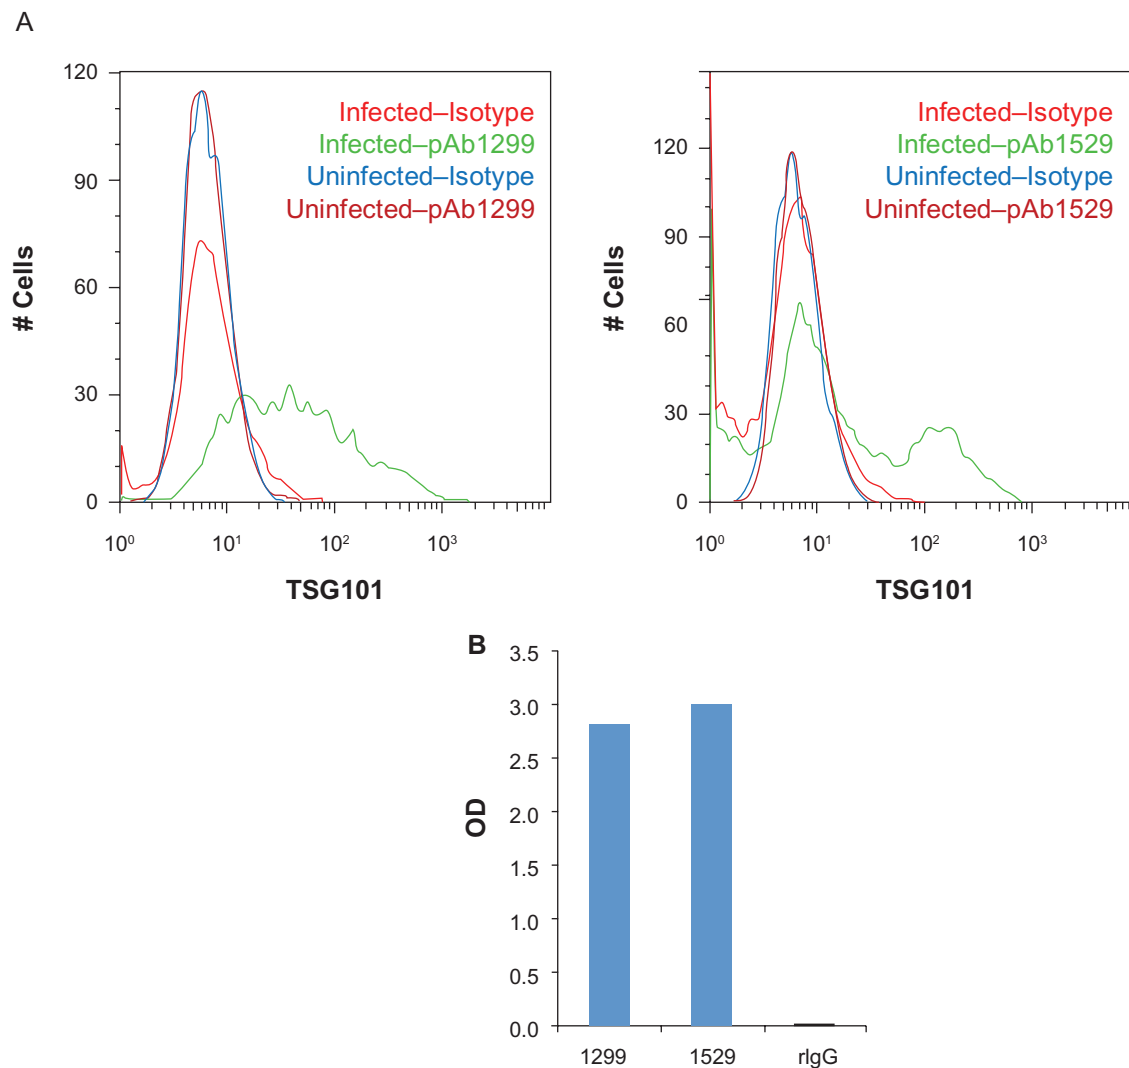 A
120
90
60
30
0
# Cells
Infected–Isotype
Infected–pAb1299
Uninfected–Isotype
Uninfected–pAb1299
10⁰ 10¹ 10² 10³
TSG101
120
90
60
30
0
# Cells
Infected–Isotype
Infected–pAb1529
Uninfected–Isotype
Uninfected–pAb1529
10⁰ 10¹ 10² 10³
TSG101
B
3.5
3.0
2.5
2.0
1.5
1.0
0.5
0.0
OD
1299 1529 rIgG